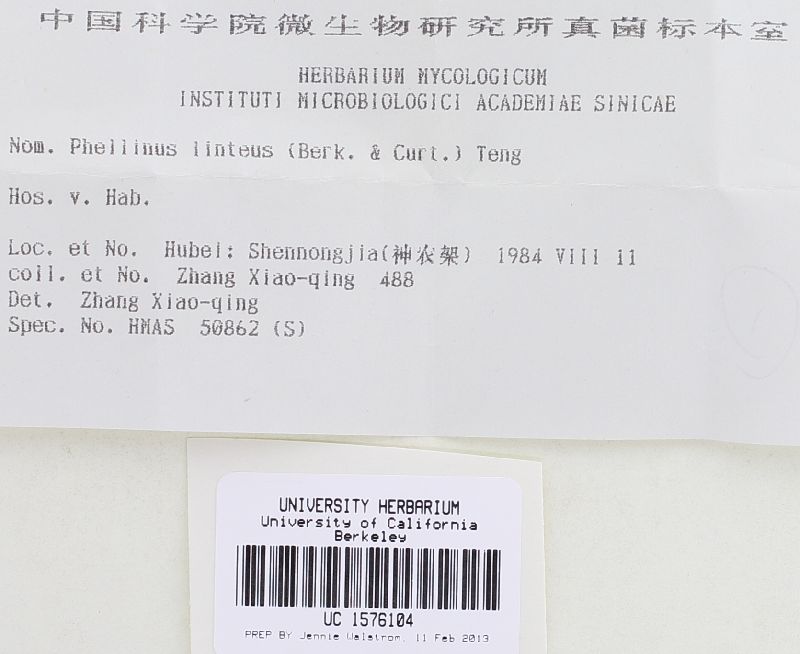 中国科学院微生物研究所真菌标本室
HERBARIUM MYCOLOGICUM
INSTITUTI MICROBIOLOGICI ACADEMIAE SINICAE
Nom. Phellinus linteus (Berk. & Curt.) Teng
Hos. v. Hab.
Loc. et No. Hubei: Shennongjia(神农架) 1984 VIII 11
coll. et No. Zhang Xiao-qing 488
Det. Zhang Xiao-qing
Spec. No. HMAS 50862 (S)
UNIVERSITY HERBARIUM
University of California
Berkeley
UC 1576104
PREP BY Jennie Walstrom, 11 Feb 2013